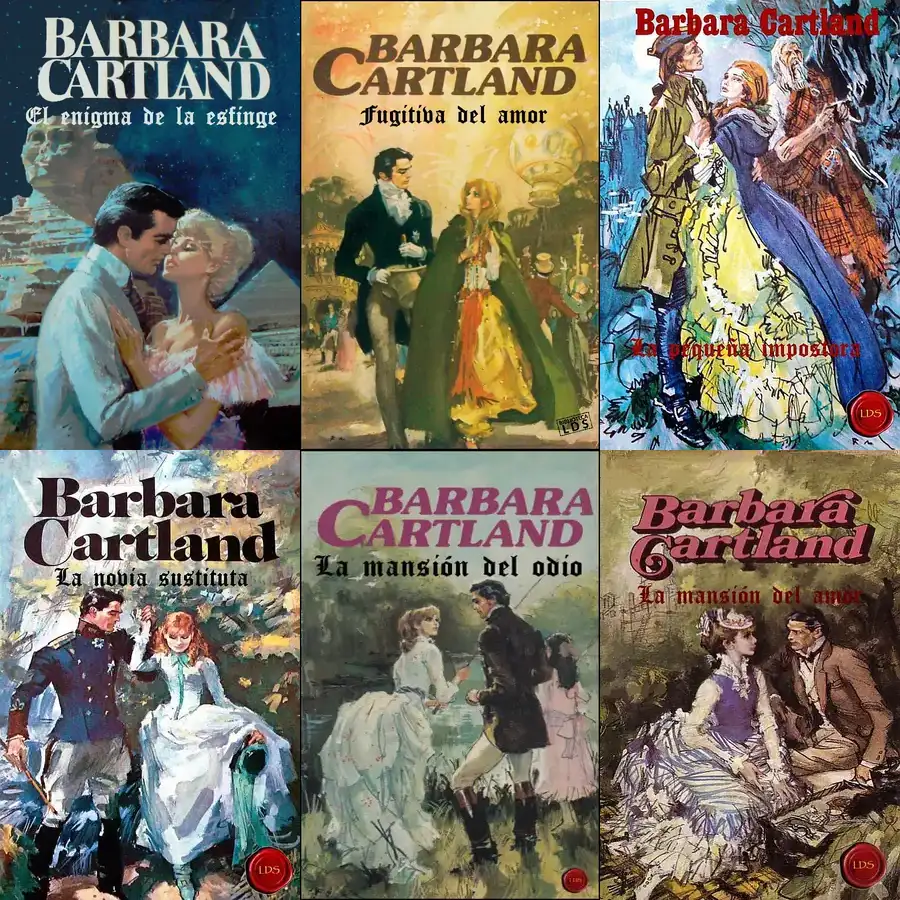 BARBARA
CARTLAND
El enigma de la esfinge
BARBARA
CARTLAND
Fugitiva del amor
LDS
Barbara Cartland
La pequeña impostora
LDS
Barbara
Cartland
La novia sustituta
LDS
BARBARA
CARTLAND
La mansión del odio
LDS
Barbara
Cartland
La mansión del amor
LDS